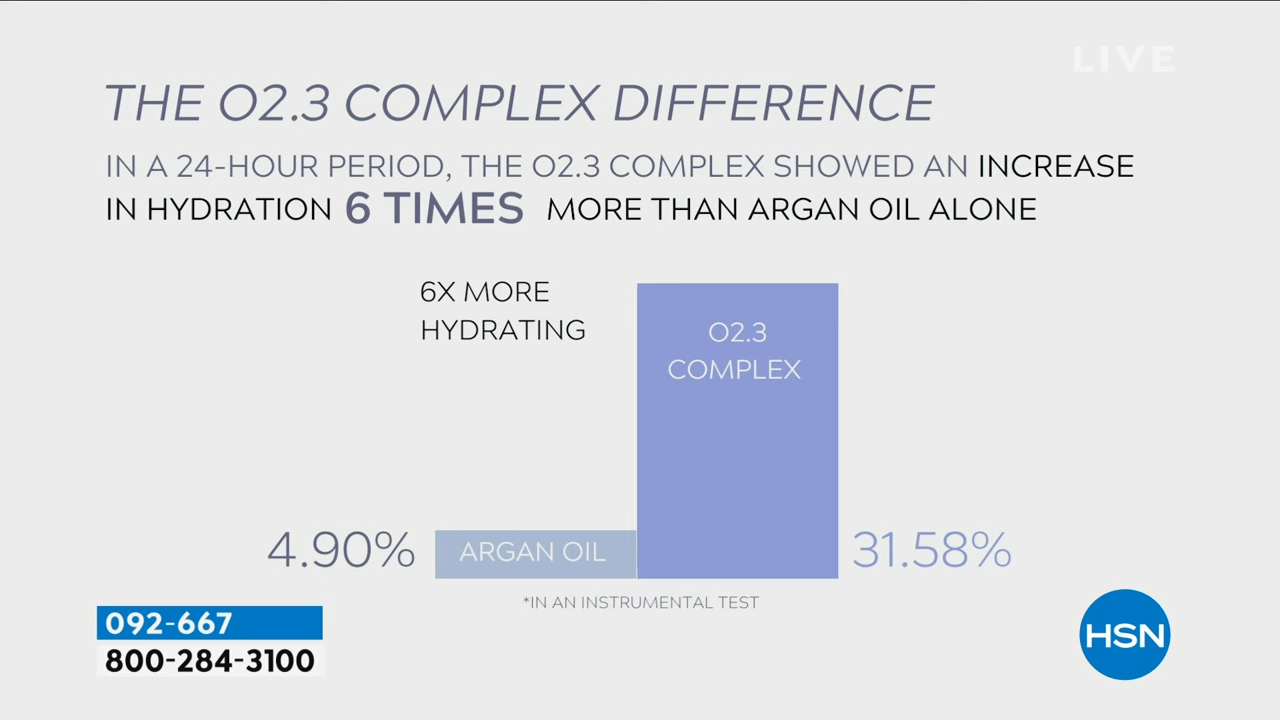 LIVE
THE O2.3 COMPLEX DIFFERENCE
IN A 24-HOUR PERIOD, THE O2.3 COMPLEX SHOWED AN INCREASE
IN HYDRATION 6 TIMES MORE THAN ARGAN OIL ALONE
6X MORE
HYDRATING
O2.3
COMPLEX
4.90%
ARGAN OIL
31.58%
*IN AN INSTRUMENTAL TEST
092-667
800-284-3100
HSN